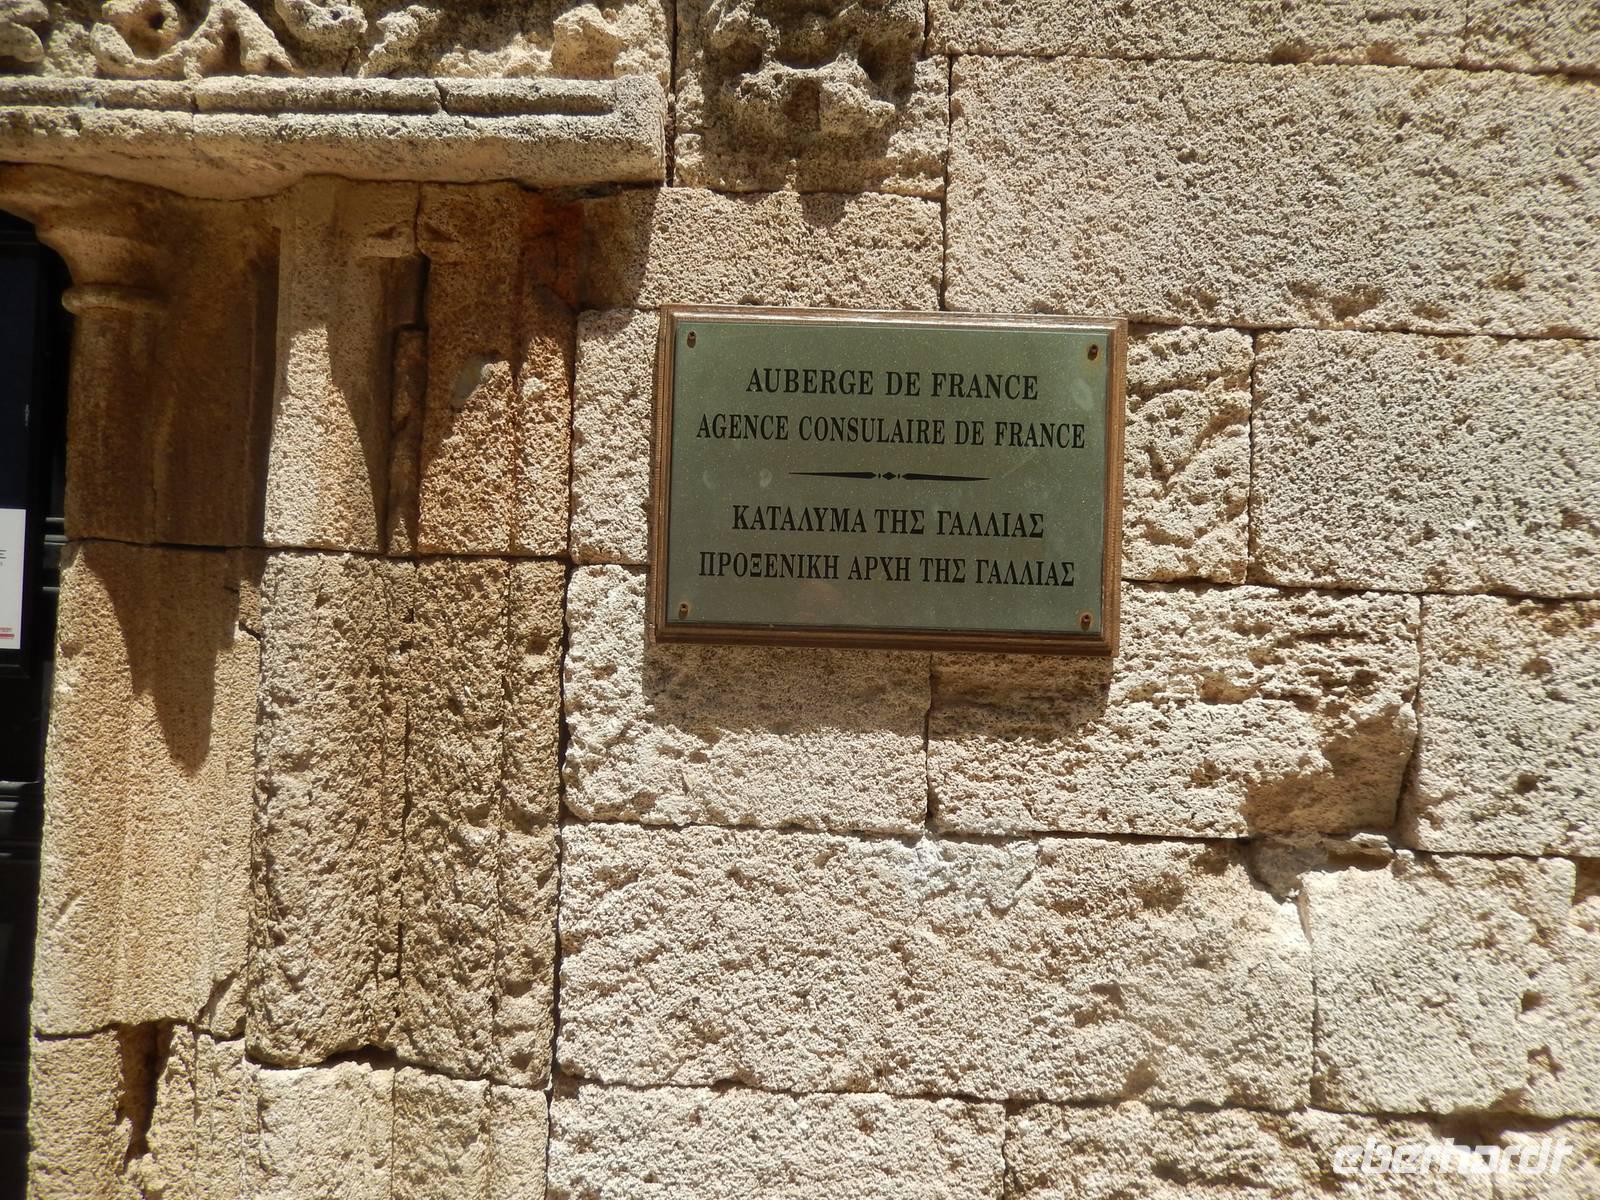 AUBERGE DE FRANCE
AGENCE CONSULAIRE DE FRANCE
ΚΑΤΑΛΥΜΑ ΤΗΣ ΓΑΛΛΙΑΣ
ΠΡΟΞΕΝΙΚΗ ΑΡΧΗ ΤΗΣ ΓΑΛΛΙΑΣ
eberhardt